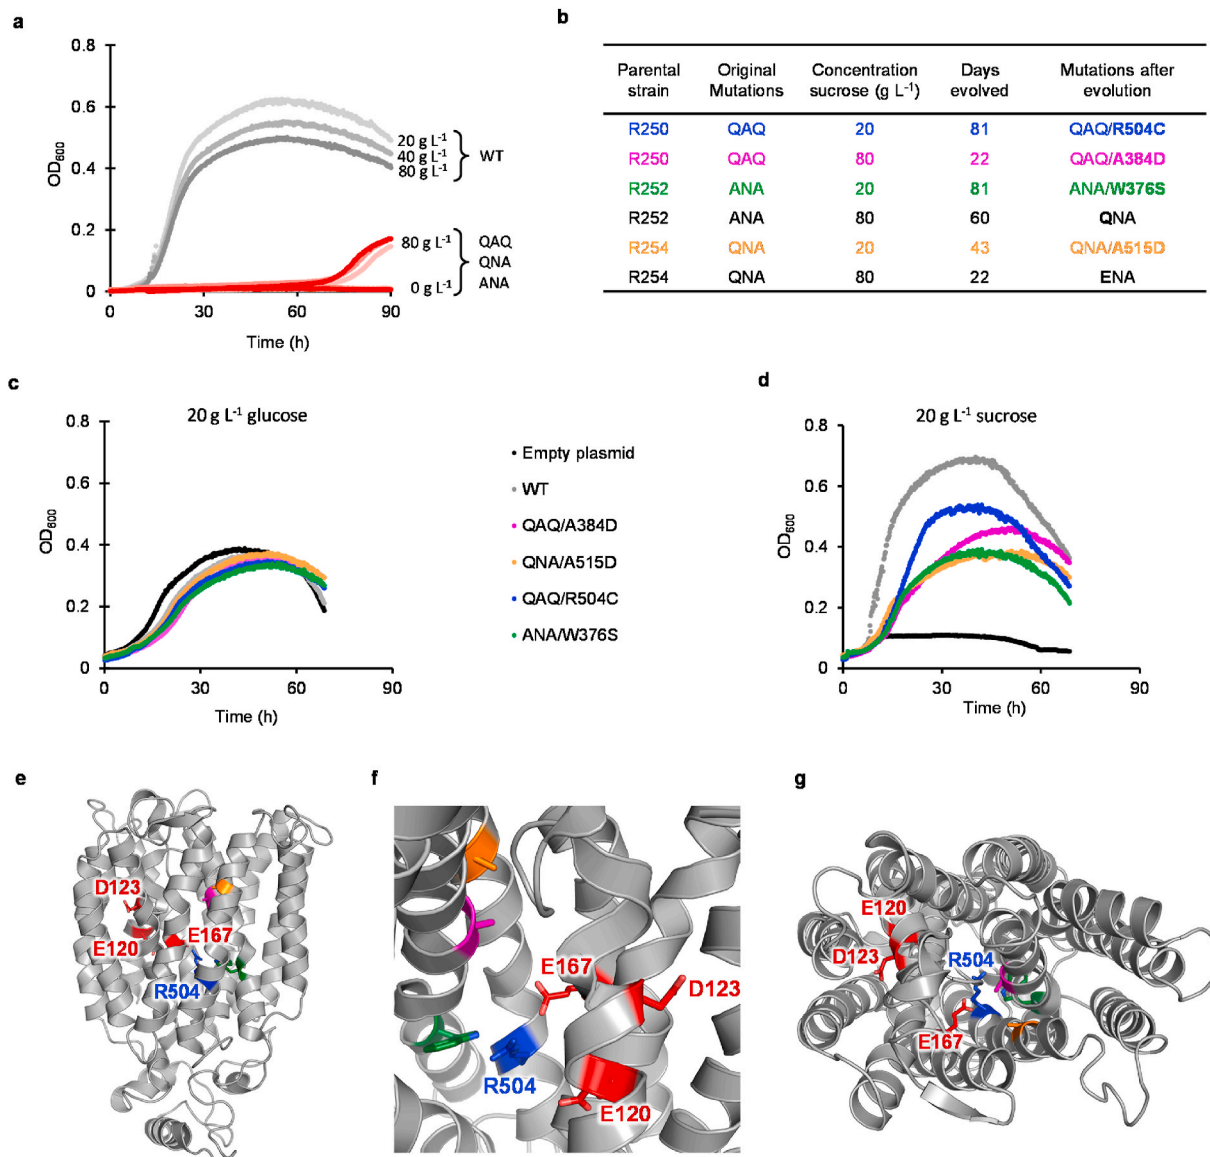 a
0.8
0.6
0.4
0.2
0
OD600
20 g L-1
40 g L-1
80 g L-1
WT
80 g L-1
0 g L-1
QAQ
QNA
ANA
0 30 60 90
Time (h)
b
Parental strain Original Mutations Concentration sucrose (g L-1) Days evolved Mutations after evolution
R250 QAQ 20 81 QAQ/R504C
R250 QAQ 80 22 QAQ/A384D
R252 ANA 20 81 ANA/W376S
R252 ANA 80 60 QNA
R254 QNA 20 43 QNA/A515D
R254 QNA 80 22 ENA
c
20 g L-1 glucose
0.8
0.6
0.4
0.2
0
OD600
0 30 60 90
Time (h)
Empty plasmid
WT
QAQ/A384D
QNA/A515D
QAQ/R504C
ANA/W376S
d
20 g L-1 sucrose
0.8
0.6
0.4
0.2
0
OD600
0 30 60 90
Time (h)
e
D123
E120
E167
R504
f
E167
D123
R504
E120
g
E120
D123
R504
E167